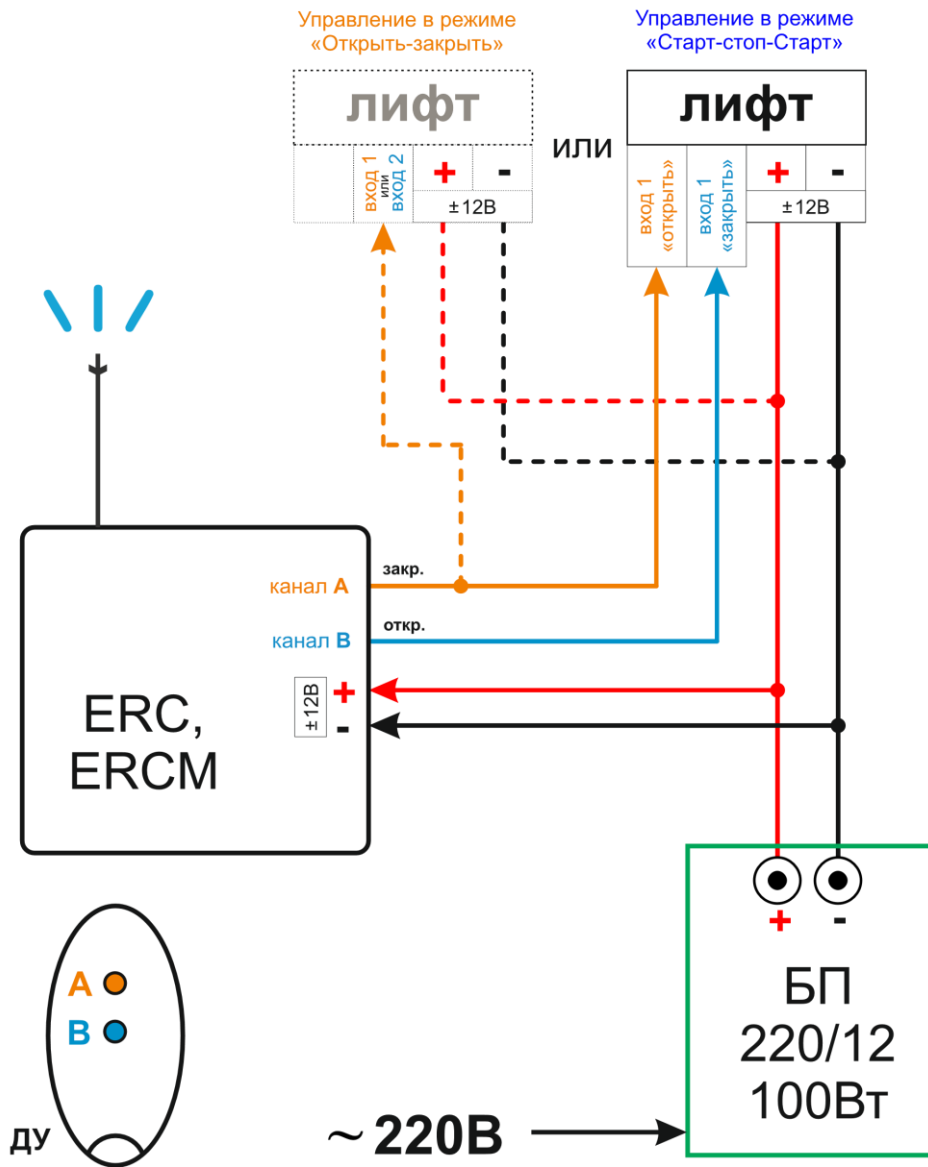 Управление в режиме
«Открыть-закрыть»
Управление в режиме
«Старт-стоп-Старт»
лифт
или
лифт
вход 1
или
вход 2
+ -
±12В
вход 1
«открыть»
вход 1
«закрыть»
+ -
±12В
закр.
канал A
откр.
канал B
±12В
+
-
ERC,
ERCM
+ -
БП
220/12
100Вт
A
B
ДУ
~220В